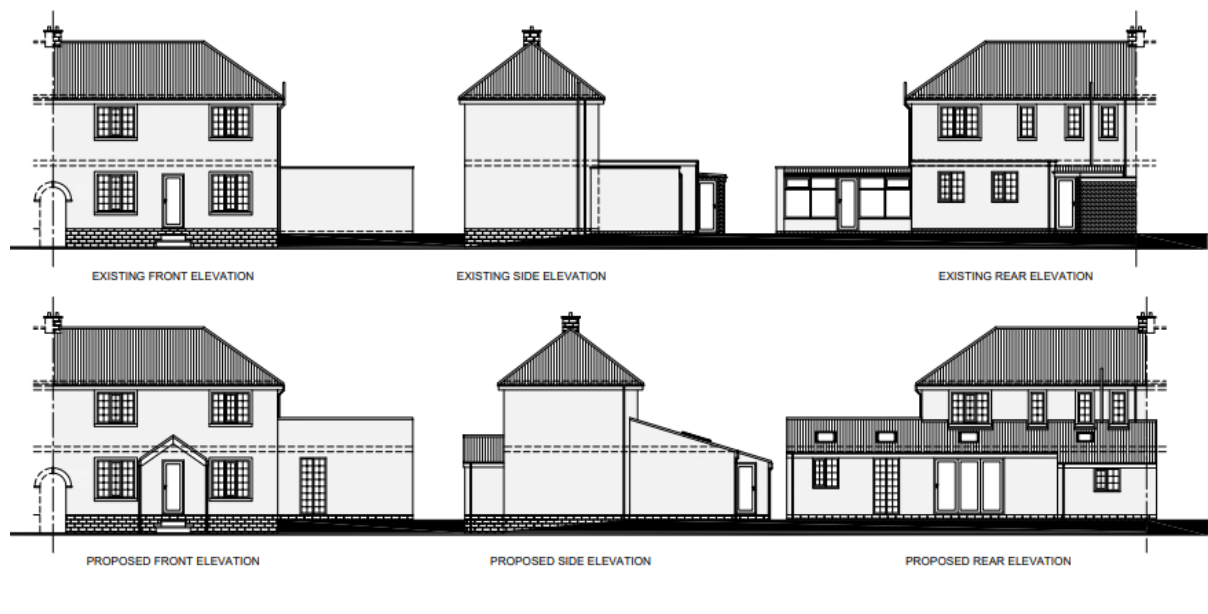 EXISTING FRONT ELEVATION
EXISTING SIDE ELEVATION
EXISTING REAR ELEVATION
PROPOSED FRONT ELEVATION
PROPOSED SIDE ELEVATION
PROPOSED REAR ELEVATION